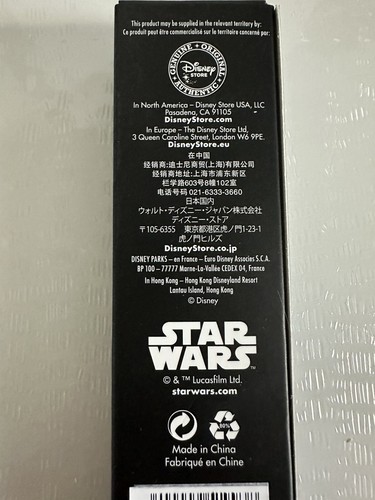 This product may be supplied in the relevant territory by:
Ce produit peut être commercialisé sur le territoire concerné par:
GENUINE • ORIGINAL • AUTHENTIC •
Disney
STORE
In North America – Disney Store USA, LLC
Pasadena, CA 91105
DisneyStore.com
In Europe – The Disney Store Ltd,
3 Queen Caroline Street, London W6 9PE.
DisneyStore.eu
在中国
经销商:迪士尼商贸(上海)有限公司
经销商地址:上海市浦东新区
栏学路603号8幢102室
电话号码 021-6333-3660
日本国内
ウォルト・ディズニー・ジャパン株式会社
ディズニー・ストア
〒105-6355 東京都港区虎ノ門1-23-1
虎ノ門ヒルズ
DisneyStore.co.jp
DISNEY PARKS – en France – Euro Disney Associes S.C.A.
BP 100 – 77777 Marne-La-Vallée CEDEX 04, France
In Hong Kong – Hong Kong Disneyland Resort
Lantau Island, Hong Kong
© Disney
STAR
WARS™
© & ™ Lucasfilm Ltd.
starwars.com
80%
Made in China
Fabriqué en Chine